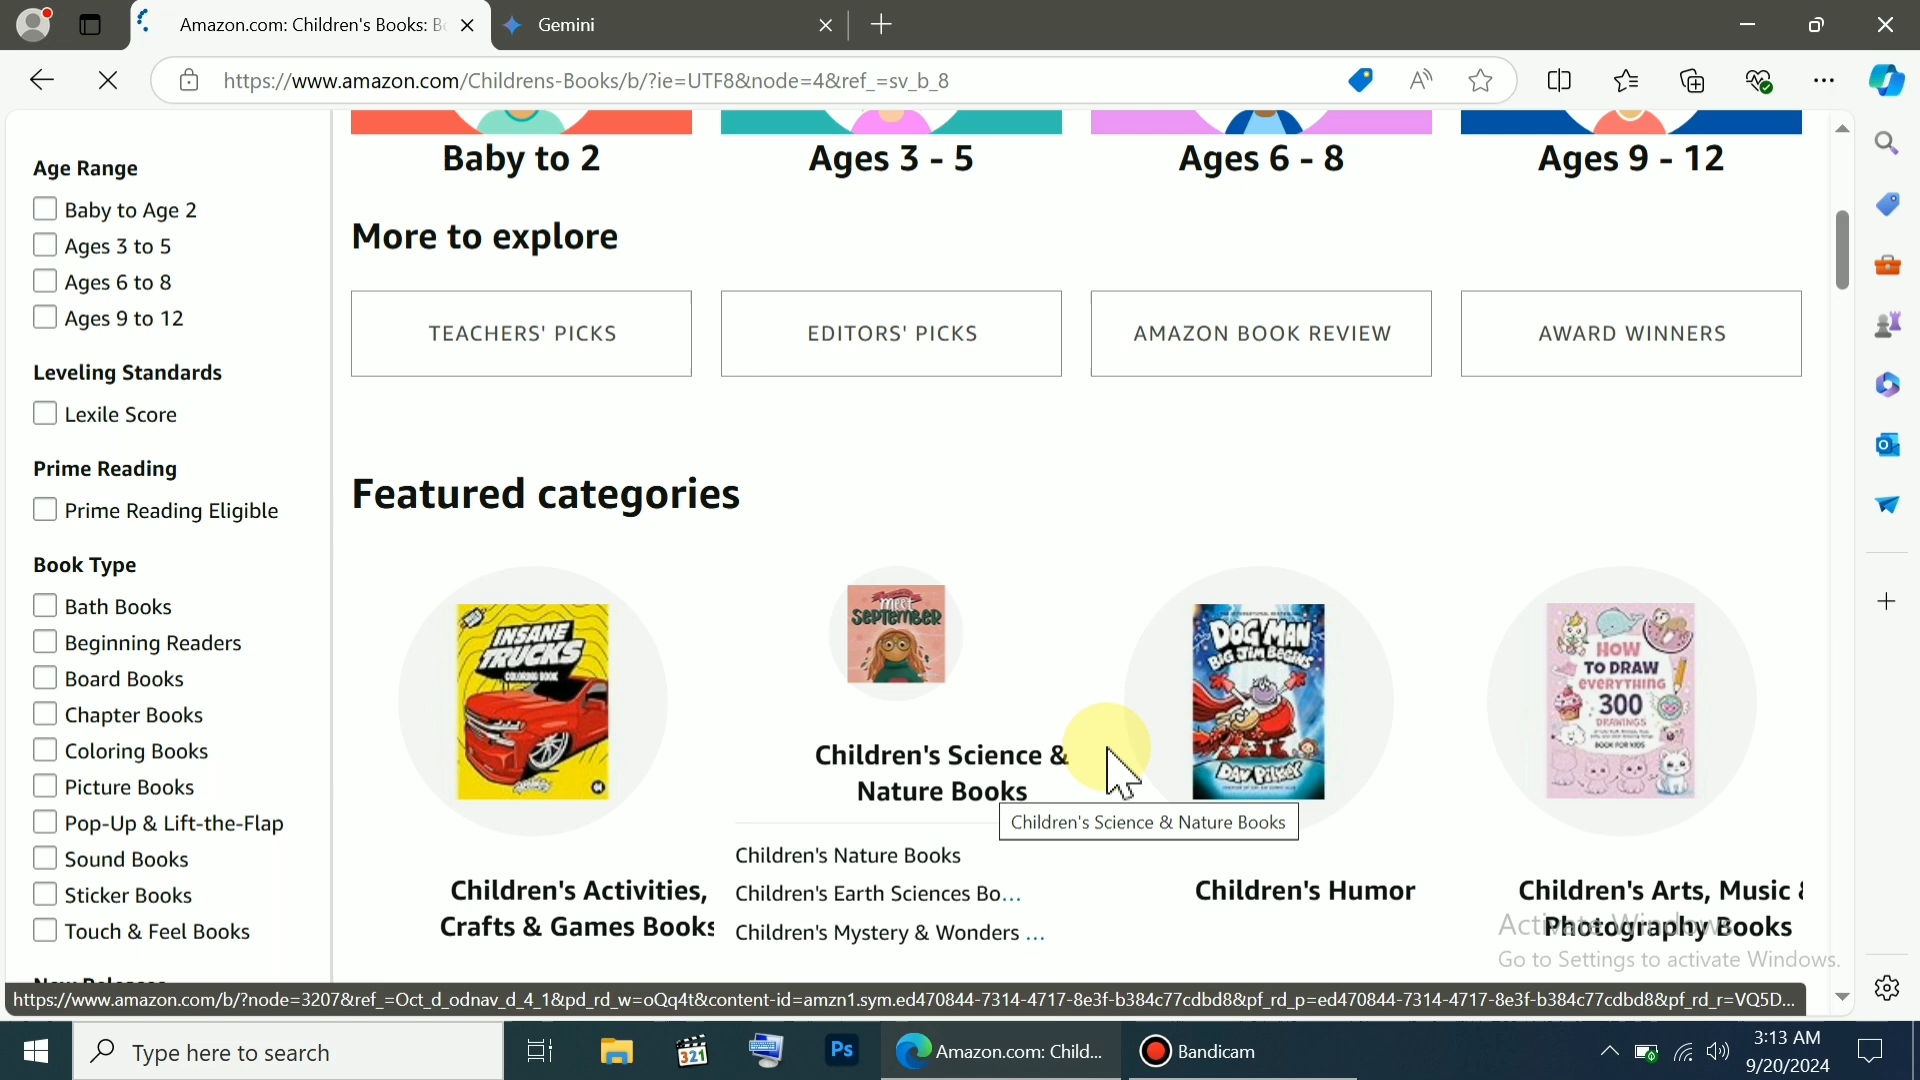 Amazon.com: Children's Books: B
Gemini
https://www.amazon.com/Childrens-Books/b/?ie=UTF8&node=4&ref_=sv_b_8
Age Range
Baby to Age 2
Ages 3 to 5
Ages 6 to 8
Ages 9 to 12
Leveling Standards
Lexile Score
Prime Reading
Prime Reading Eligible
Book Type
Bath Books
Beginning Readers
Board Books
Chapter Books
Coloring Books
Picture Books
Pop-Up & Lift-the-Flap
Sound Books
Sticker Books
Touch & Feel Books
Baby to 2
Ages 3 - 5
Ages 6 - 8
Ages 9 - 12
More to explore
TEACHERS' PICKS
EDITORS' PICKS
AMAZON BOOK REVIEW
AWARD WINNERS
Featured categories
INSANE
TRUCKS
COLORING BOOK
Children's Activities,
Crafts & Games Books
MEET
SEPTEMBER
Children's Science &
Nature Books
Children's Science & Nature Books
Children's Nature Books
Children's Earth Sciences Bo...
Children's Mystery & Wonders ...
DOG MAN
BIG JIM BEGINS
DAV PILKEY
Children's Humor
HOW
TO DRAW
EVERYTHING
300
DRAWINGS
BOOK FOR KIDS
Children's Arts, Music &
Photography Books
Activate Windows
Go to Settings to activate Windows.
https://www.amazon.com/b/?node=3207&ref_=Oct_d_odnav_d_4_1&pd_rd_w=oQq4t&content-id=amzn1.sym.ed470844-7314-4717-8e3f-b384c77cdbd8&pf_rd_p=ed470844-7314-4717-8e3f-b384c77cdbd8&pf_rd_r=VQ5D...
Type here to search
321
Ps
Amazon.com: Child...
Bandicam
3:13 AM
9/20/2024